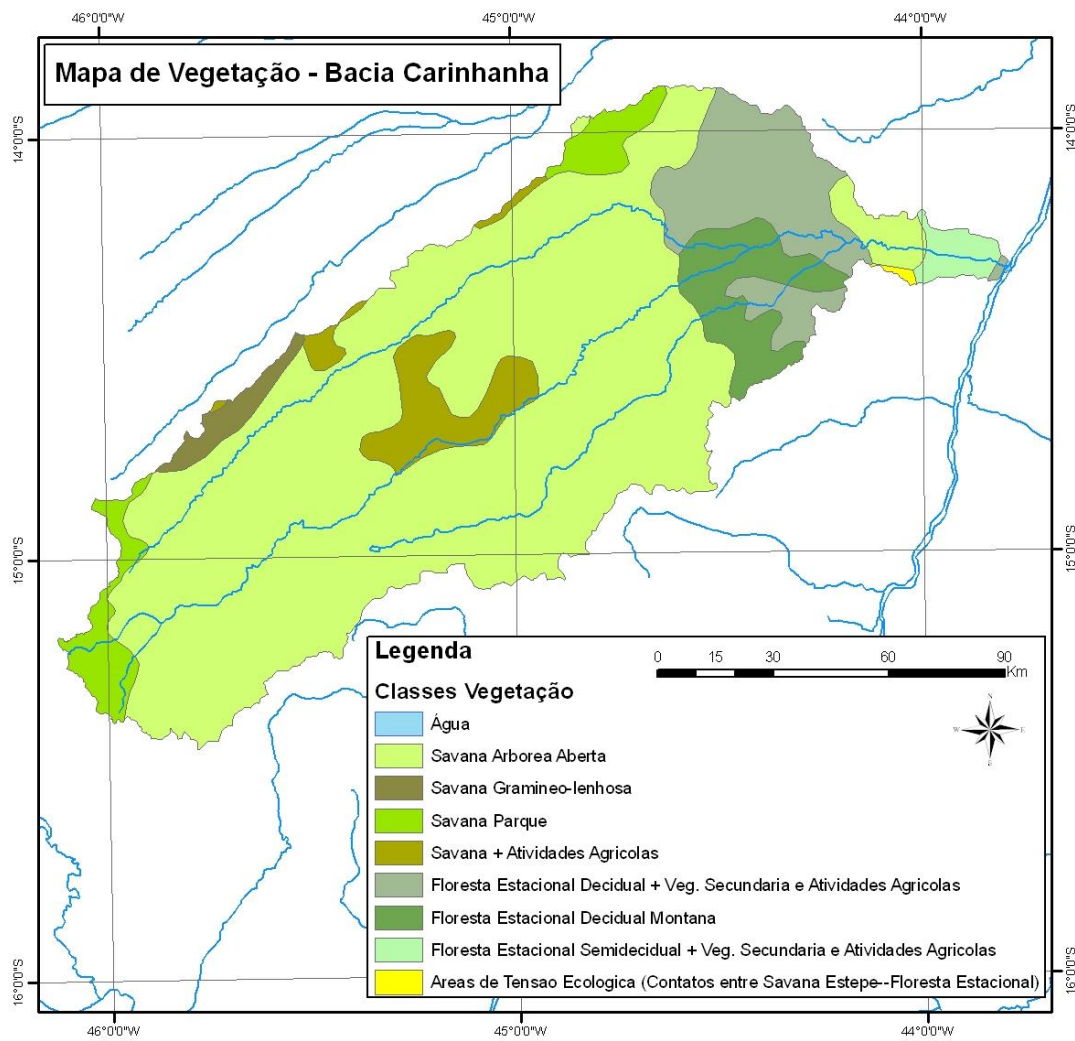 46°0'0"W
45°0'0"W
44°0'0"W
Mapa de Vegetação - Bacia Carinhanha
14°0'0"S
14°0'0"S
15°0'0"S
15°0'0"S
Legenda
0 15 30 60 90
Km
Classes Vegetação
N
W E
S
Água
Savana Arborea Aberta
Savana Gramineo-lenhosa
Savana Parque
Savana + Atividades Agricolas
Floresta Estacional Decidual + Veg. Secundaria e Atividades Agricolas
Floresta Estacional Decidual Montana
Floresta Estacional Semidecidual + Veg. Secundaria e Atividades Agricolas
Areas de Tensao Ecologica (Contatos entre Savana Estepe--Floresta Estacional)
16°0'0"S
16°0'0"S
46°0'0"W
45°0'0"W
44°0'0"W